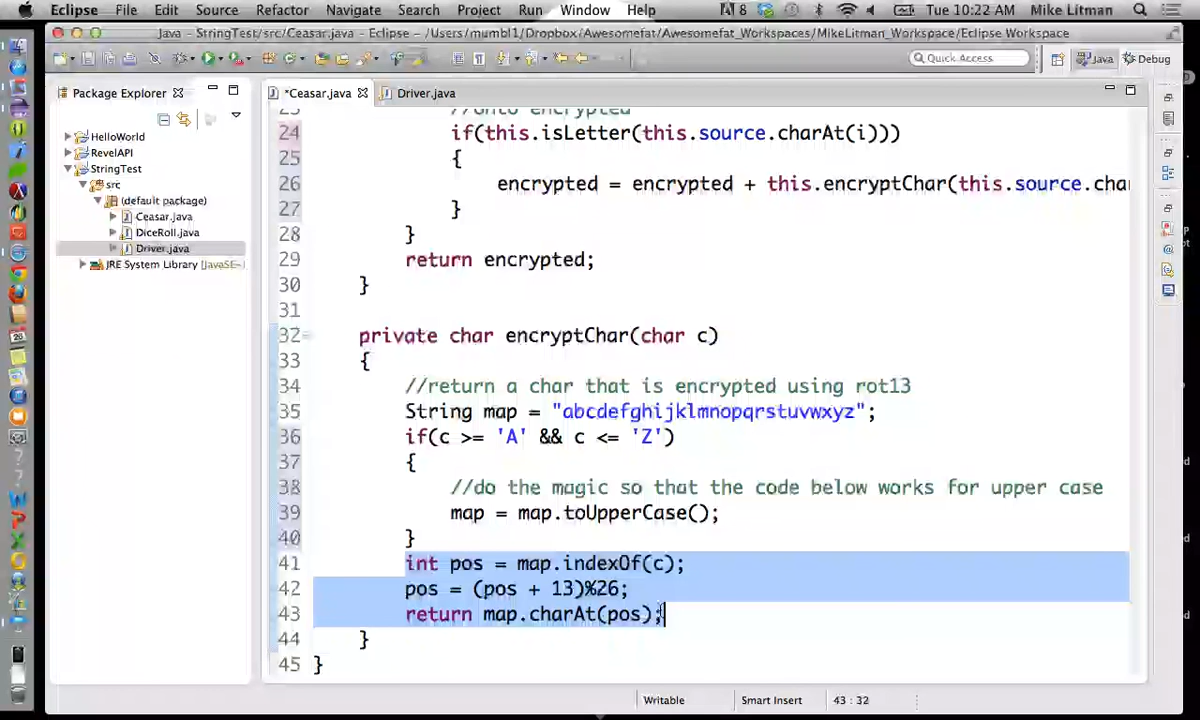 Eclipse File Edit Source Refactor Navigate Search Project Run Window Help 8 Tue 10:22 AM Mike Litman
Java - StringTest/src/Ceasar.java - Eclipse - /Users/mumbl1/Dropbox/Awesomefat/Awesomefat_Workspaces/MikeLitman_Workspace/Eclipse Workspace
Quick Access Java Debug
Package Explorer
*Ceasar.java Driver.java
HelloWorld
RevelAPI
StringTest
src
(default package)
Ceasar.java
DiceRoll.java
Driver.java
JRE System Library [JavaSE-
23 //onto encrypted
24 if(this.isLetter(this.source.charAt(i)))
25 {
26 encrypted = encrypted + this.encryptChar(this.source.cha
27 }
28 }
29 return encrypted;
30 }
31
32 private char encryptChar(char c)
33 {
34 //return a char that is encrypted using rot13
35 String map = "abcdefghijklmnopqrstuvwxyz";
36 if(c >= 'A' && c <= 'Z')
37 {
38 //do the magic so that the code below works for upper case
39 map = map.toUpperCase();
40 }
41 int pos = map.indexOf(c);
42 pos = (pos + 13)%26;
43 return map.charAt(pos);
44 }
45 }
Writable Smart Insert 43 : 32